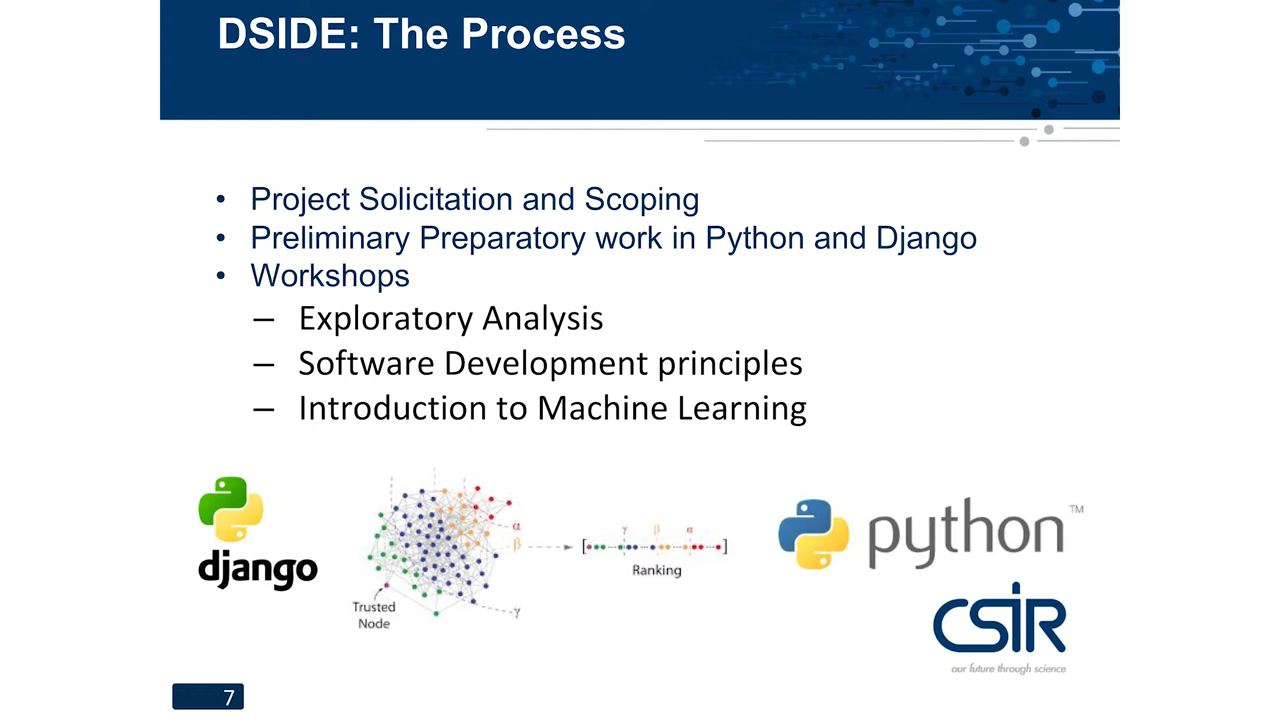 DSIDE: The Process
• Project Solicitation and Scoping
• Preliminary Preparatory work in Python and Django
• Workshops
– Exploratory Analysis
– Software Development principles
– Introduction to Machine Learning
django
α
β
γ
Trusted
Node
γ β α
[ ]
Ranking
python™
CSIR
our future through science
7